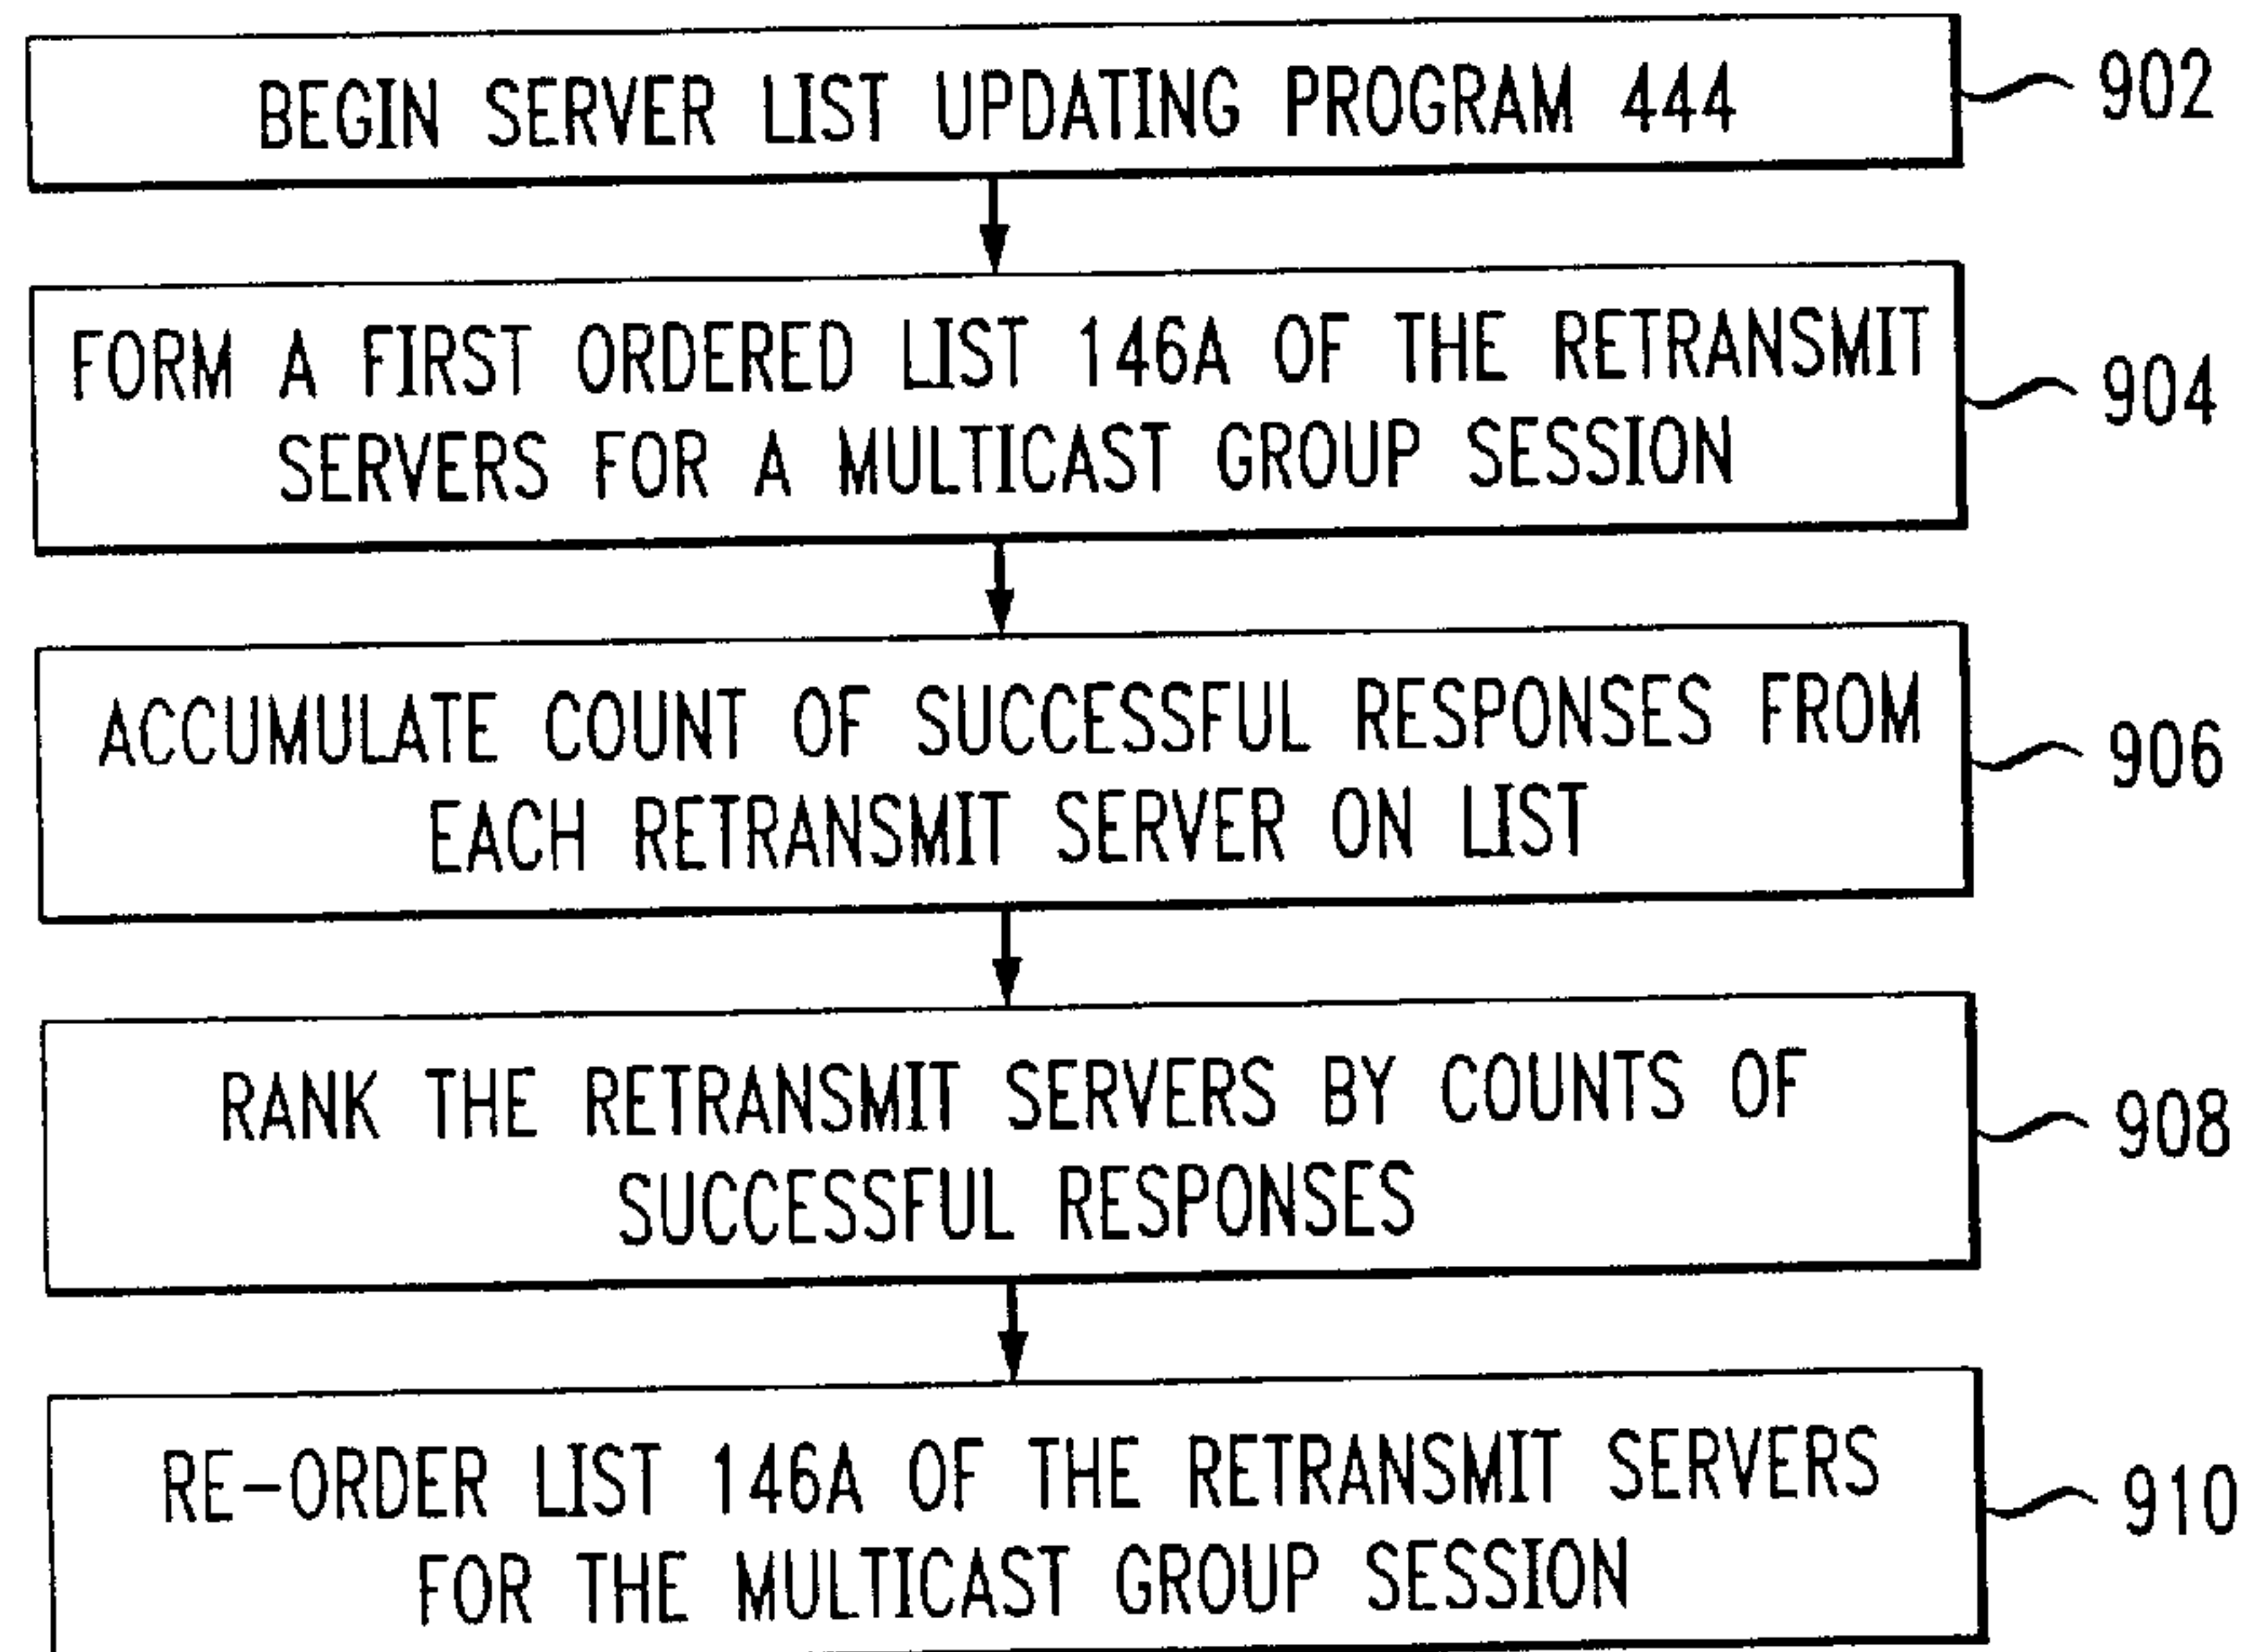 BEGIN SERVER LIST UPDATING PROGRAM 444
902
FORM A FIRST ORDERED LIST 146A OF THE RETRANSMIT
SERVERS FOR A MULTICAST GROUP SESSION
904
ACCUMULATE COUNT OF SUCCESSFUL RESPONSES FROM
EACH RETRANSMIT SERVER ON LIST
906
RANK THE RETRANSMIT SERVERS BY COUNTS OF
SUCCESSFUL RESPONSES
908
RE-ORDER LIST 146A OF THE RETRANSMIT SERVERS
FOR THE MULTICAST GROUP SESSION
910